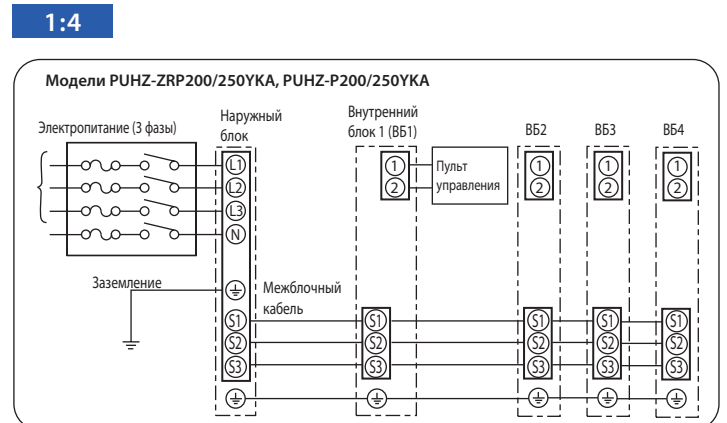 1:4
Модели PUHZ-ZRP200/250YKA, PUHZ-P200/250YKA
Электропитание (3 фазы)
Наружный
блок
Внутренний
блок 1 (ВБ1)
ВБ2
ВБ3
ВБ4
L1
L2
L3
N
1
2
Пульт
управления
1
2
1
2
1
2
Заземление
Межблочный
кабель
S1
S2
S3
S1
S2
S3
S1
S2
S3
S1
S2
S3
S1
S2
S3